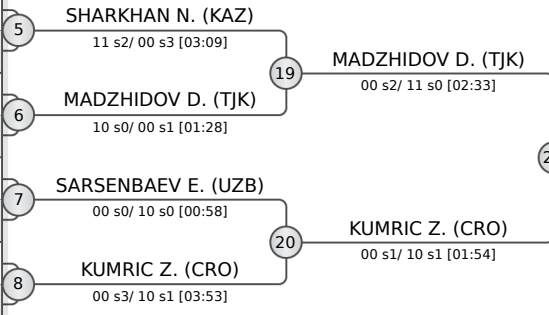 SHARKHAN N. (KAZ)
5
11 s2/ 00 s3 [03:09]
19
MADZHIDOV D. (TJK)
00 s2/ 11 s0 [02:33]
MADZHIDOV D. (TJK)
6
10 s0/ 00 s1 [01:28]
SARSENBAEV E. (UZB)
7
00 s0/ 10 s0 [00:58]
20
KUMRIC Z. (CRO)
00 s1/ 10 s1 [01:54]
KUMRIC Z. (CRO)
8
00 s3/ 10 s1 [03:53]